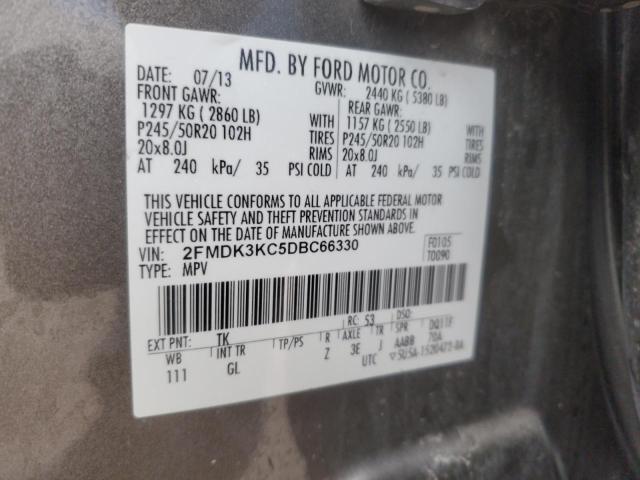 MFD. BY FORD MOTOR CO.
DATE: 07/13 GVWR: 2440 KG ( 5380 LB)
FRONT GAWR: REAR GAWR:
1297 KG ( 2860 LB) 1157 KG ( 2550 LB)
P245/50R20 102H TIRES P245/50R20 102H TIRES
20x8.0J RIMS 20x8.0J RIMS
AT 240 kPa/ 35 PSI COLD AT 240 kPa/ 35 PSI COLD
THIS VEHICLE CONFORMS TO ALL APPLICABLE FEDERAL MOTOR
VEHICLE SAFETY AND THEFT PREVENTION STANDARDS IN
EFFECT ON THE DATE OF MANUFACTURE SHOWN ABOVE.
VIN: 2FMDK3KC5DBC66330 F0105
TYPE: MPV T0090
EXT PNT: TK RC: 53 DSO:
WB INT TR TP/PS R AXLE TR SPR
111 GL Z 3E J AABB
UTC